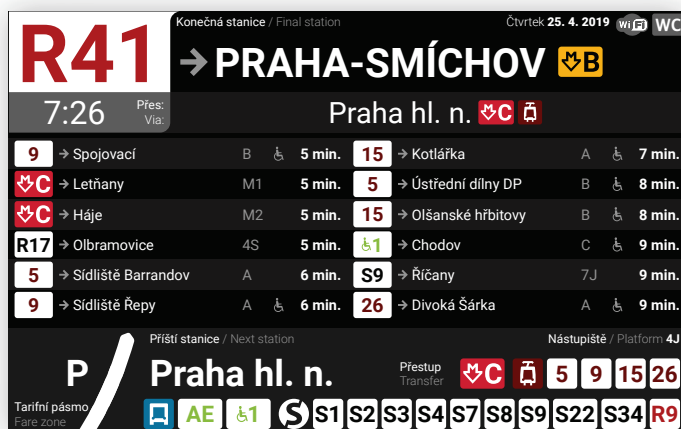 R41
Konečná stanice / Final station
Čtvrtek 25. 4. 2019
WiFi
WC
→ PRAHA-SMÍCHOV B
7:26
Přes:
Via:
Praha hl. n. C
9 → Spojovací B 5 min.
C → Letňany M1 5 min.
C → Háje M2 5 min.
R17 → Olbramovice 4S 5 min.
5 → Sídliště Barrandov A 6 min.
9 → Sídliště Řepy A 6 min.
15 → Kotlářka A 7 min.
5 → Ústřední dílny DP B 8 min.
15 → Olšanské hřbitovy B 8 min.
1 → Chodov C 9 min.
S9 → Říčany 7J 9 min.
26 → Divoká Šárka A 9 min.
P
Tarifní pásmo
Fare zone
Příští stanice / Next station
Nástupiště / Platform 4J
Praha hl. n.
Přestup
Transfer
C 5 9 15 26
AE 1 S S1 S2 S3 S4 S7 S8 S9 S22 S34 R9